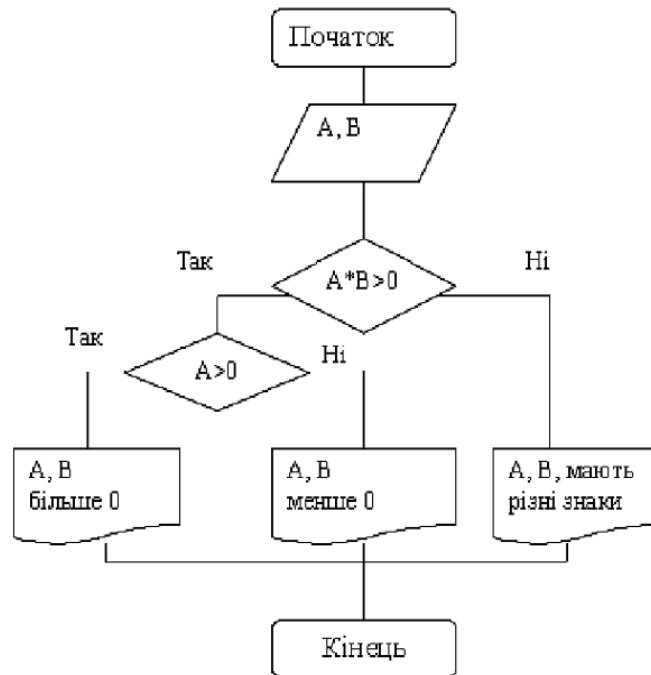 Початок
A, B
Так
A*B>0
Ні
Так
A>0
Ні
A, B
більше 0
A, B
менше 0
A, B, мають
різні знаки
Кінець